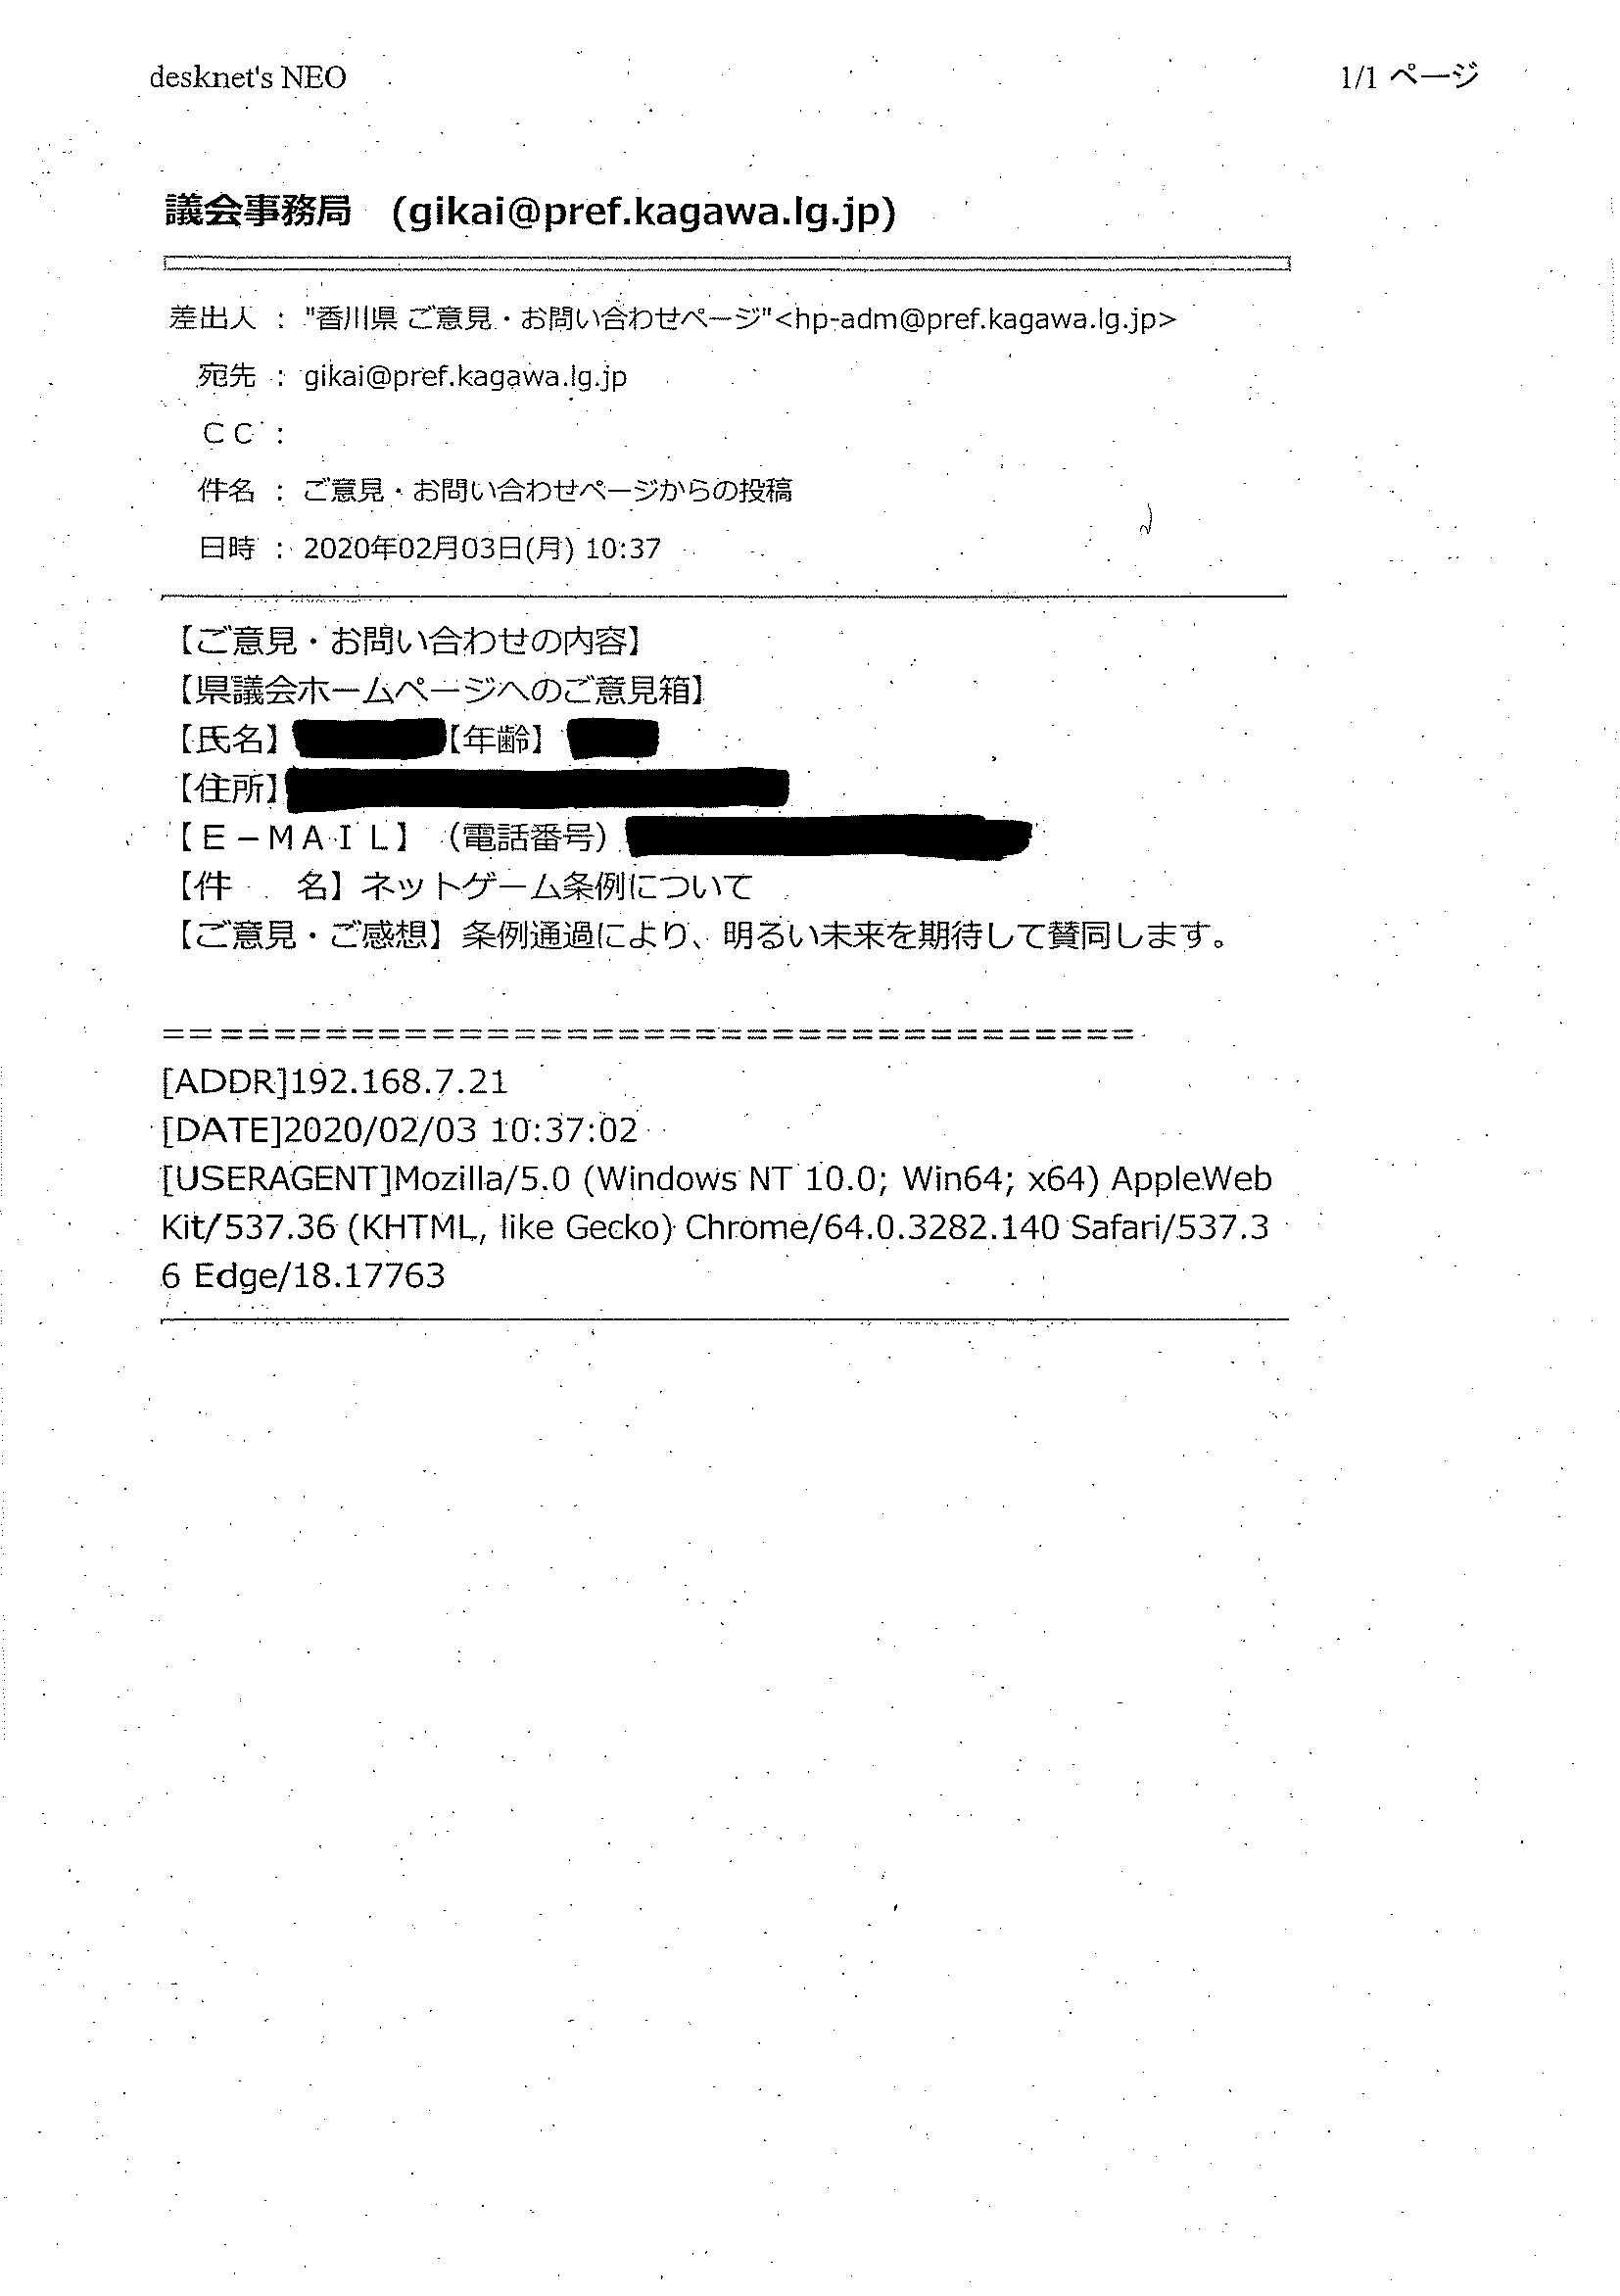 desknet's NEO
1/1 ページ
議会事務局 (gikai@pref.kagawa.lg.jp)
差出人 : "香川県 ご意見・お問い合わせページ"<hp-adm@pref.kagawa.lg.jp>
宛先 : gikai@pref.kagawa.lg.jp
ＣＣ :
件名 : ご意見・お問い合わせページからの投稿
日時 : 2020年02月03日(月) 10:37
【ご意見・お問い合わせの内容】
【県議会ホームページへのご意見箱】
【氏名】 【年齢】
【住所】
【Ｅ－ＭＡＩＬ】（電話番号）
【件　　名】ネットゲーム条例について
【ご意見・ご感想】条例通過により、明るい未来を期待して賛同します。
=====================================
[ADDR]192.168.7.21
[DATE]2020/02/03 10:37:02
[USERAGENT]Mozilla/5.0 (Windows NT 10.0; Win64; x64) AppleWeb
Kit/537.36 (KHTML, like Gecko) Chrome/64.0.3282.140 Safari/537.3
6 Edge/18.17763